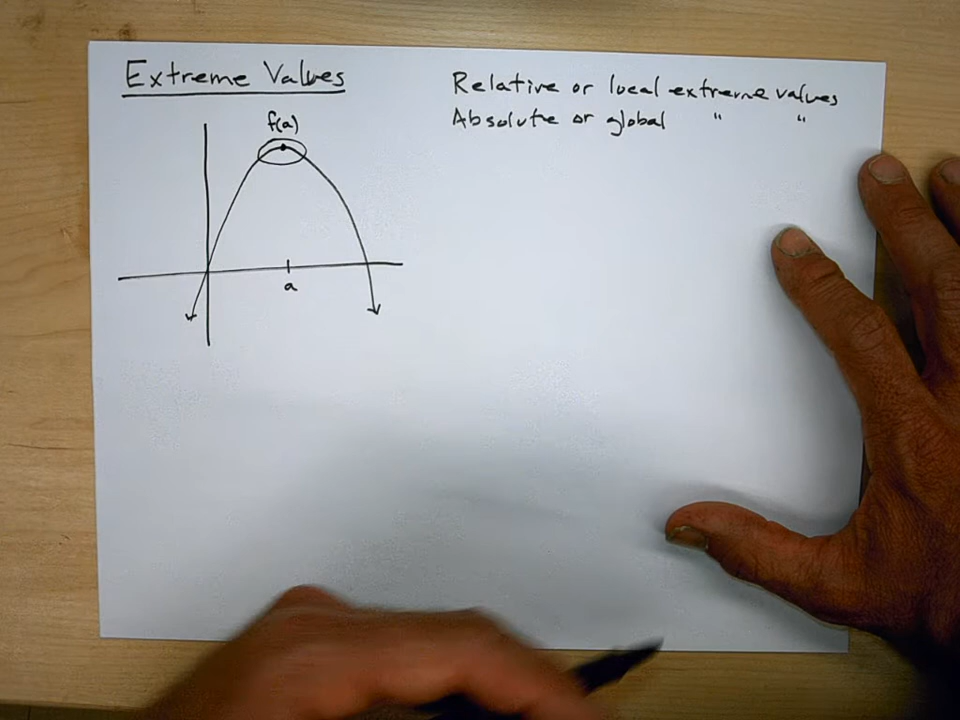 Extreme Values
Relative or local extreme values
Absolute or global " "
f(a)
a